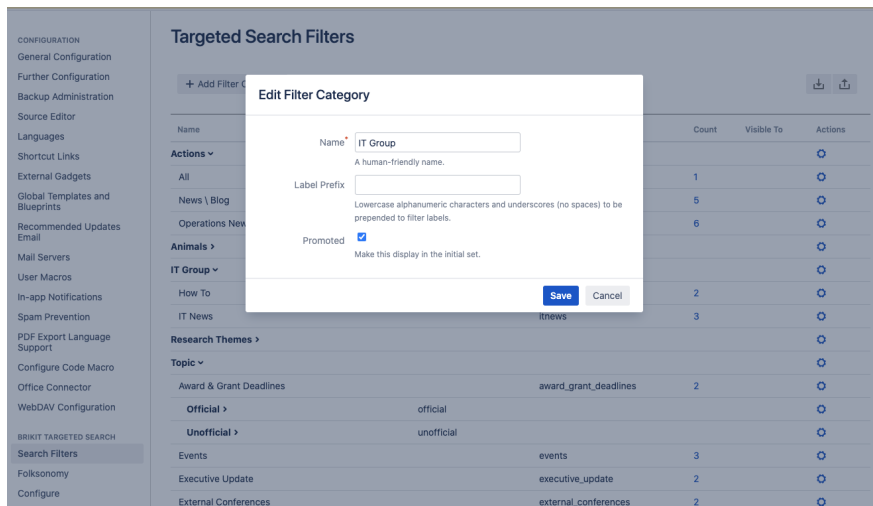 CONFIGURATION
General Configuration
Further Configuration
Backup Administration
Source Editor
Languages
Shortcut Links
External Gadgets
Global Templates and
Blueprints
Recommended Updates
Email
Mail Servers
User Macros
In-app Notifications
Spam Prevention
PDF Export Language
Support
Configure Code Macro
Office Connector
WebDAV Configuration
BRIKIT TARGETED SEARCH
Search Filters
Folksonomy
Configure
Targeted Search Filters
+ Add Filter C
Name Count Visible To Actions
Actions
All 1
News \ Blog 5
Operations New 6
Animals >
IT Group
How To 2
IT News itnews 3
Research Themes >
Topic
Award & Grant Deadlines award_grant_deadlines 2
Official > official
Unofficial > unofficial
Events events 3
Executive Update executive_update 2
External Conferences external_conferences 2
Edit Filter Category
Name* IT Group
A human-friendly name.
Label Prefix
Lowercase alphanumeric characters and underscores (no spaces) to be
prepended to filter labels.
Promoted
Make this display in the initial set.
Save Cancel